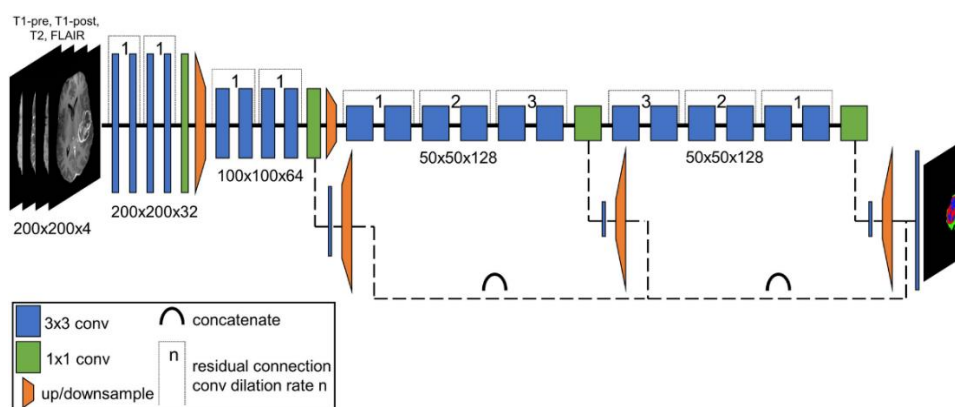 T1-pre, T1-post,
T2, FLAIR
1 1
1 1
1 2 3 3 2 1
200x200x4
200x200x32
100x100x64
50x50x128
50x50x128
3x3 conv
1x1 conv
up/downsample
concatenate
n
residual connection
conv dilation rate n